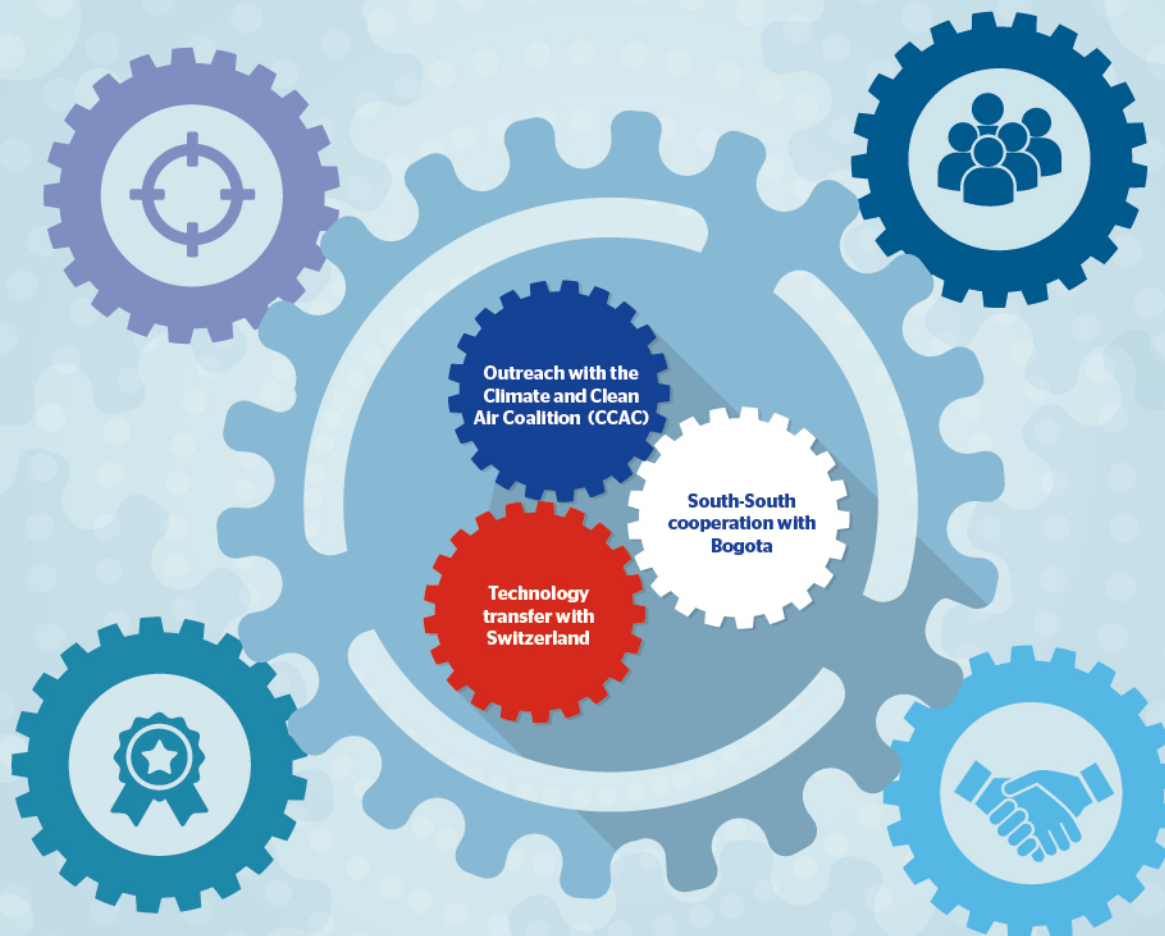 Outreach with the
Climate and Clean
Air Coalition (CCAC)
South-South
cooperation with
Bogota
Technology
transfer with
Switzerland